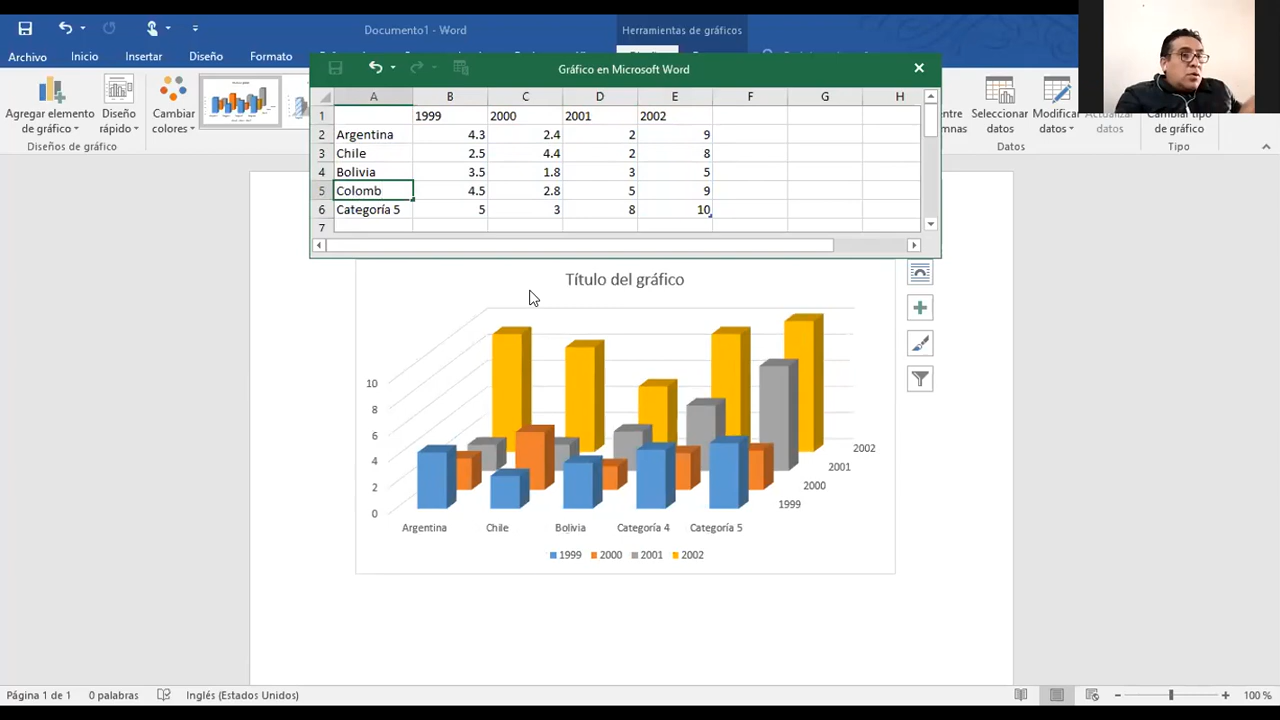 Documento1 - Word
Herramientas de gráficos
Archivo Inicio Insertar Diseño Formato
Gráfico en Microsoft Word
Agregar elemento de gráfico
Diseño rápido
Cambiar colores
Diseños de gráfico
Seleccionar datos
Modificar datos
Actualizar datos
Cambiar tipo de gráfico
Datos
A B C D E F G H
1 1999 2000 2001 2002
2 Argentina 4.3 2.4 2 9
3 Chile 2.5 4.4 2 8
4 Bolivia 3.5 1.8 3 5
5 Colomb 4.5 2.8 5 9
6 Categoría 5 5 3 8 10
7
Título del gráfico
10
8
6
4
2
0
2002
2001
2000
1999
Argentina Chile Bolivia Categoría 4 Categoría 5
1999 2000 2001 2002
Página 1 de 1 0 palabras Inglés (Estados Unidos) 100 %